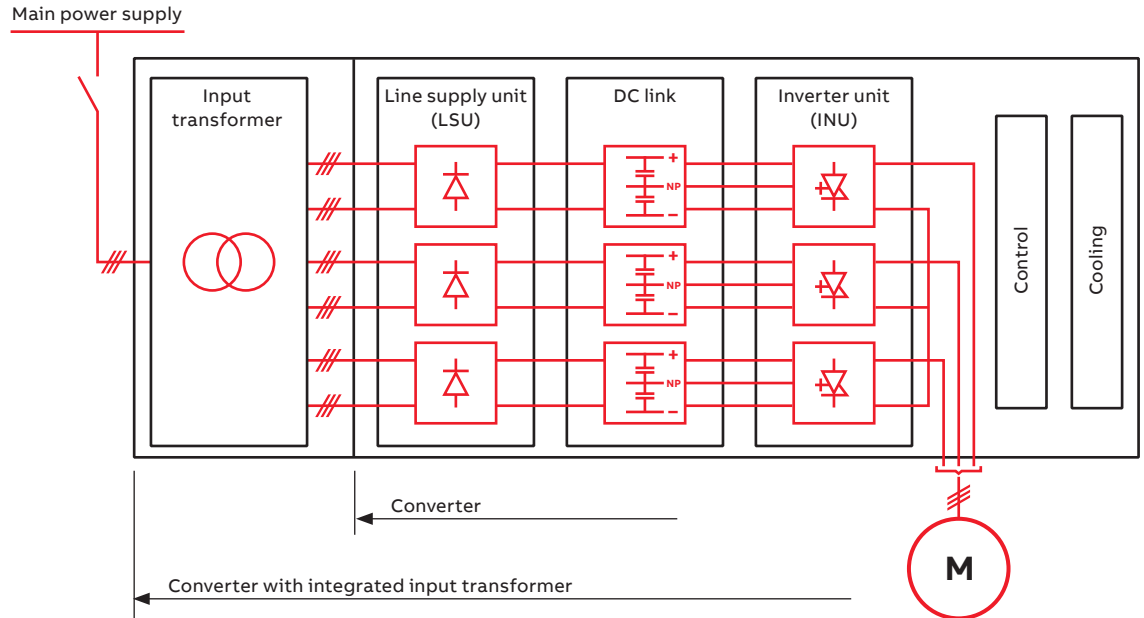 Main power supply
Input
transformer
Line supply unit
(LSU)
DC link
Inverter unit
(INU)
+
NP
−
+
NP
−
+
NP
−
Control
Cooling
Converter
M
Converter with integrated input transformer